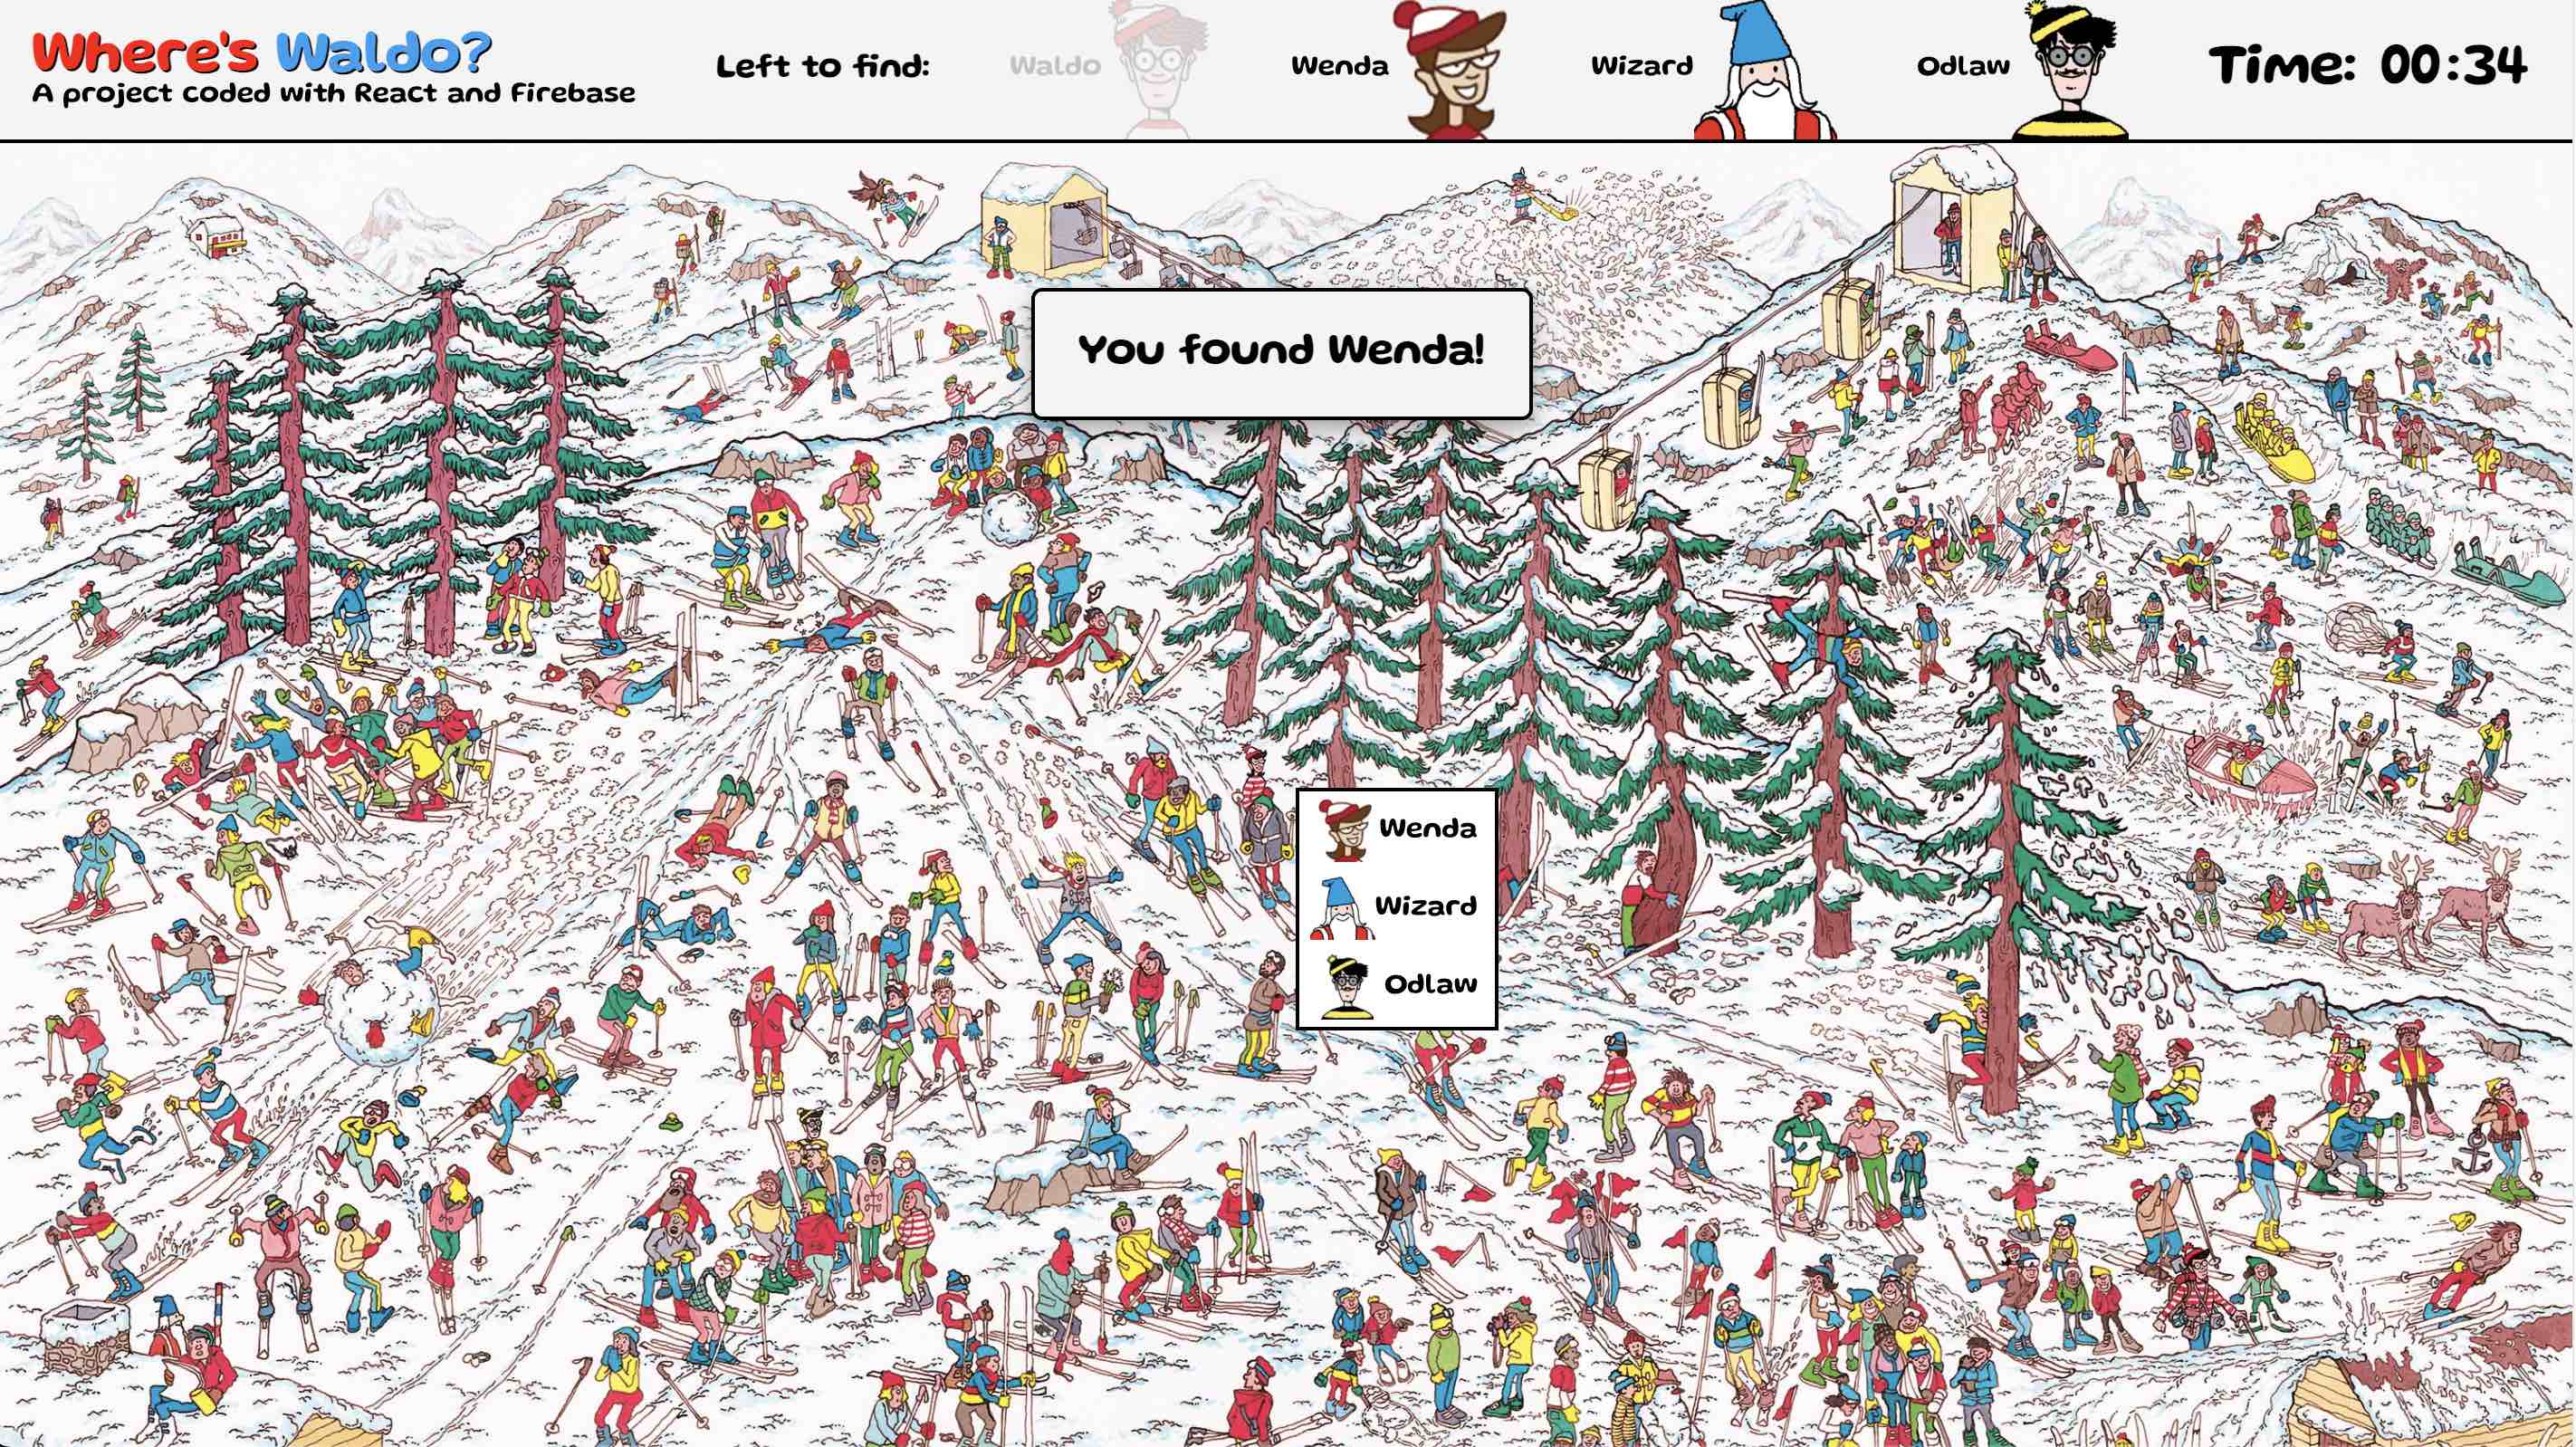 Where's Waldo?
A project coded with React and Firebase
Left to find:
Waldo
Wenda
Wizard
Odlaw
Time: 00:34
You found Wenda!
Wenda
Wizard
Odlaw